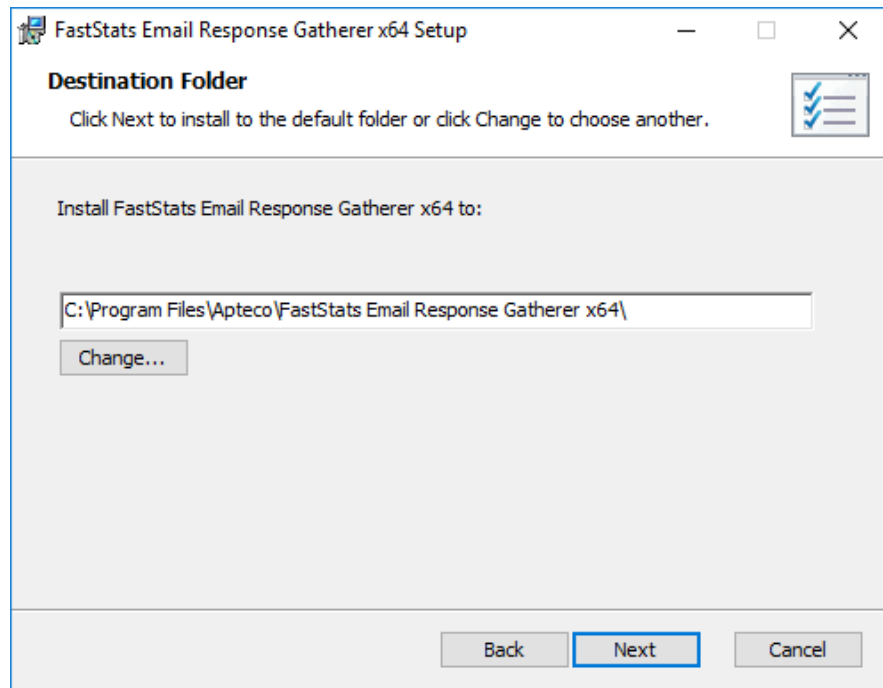 FastStats Email Response Gatherer x64 Setup
Destination Folder
Click Next to install to the default folder or click Change to choose another.
Install FastStats Email Response Gatherer x64 to:
C:\Program Files\Apteco\FastStats Email Response Gatherer x64\
Change...
Back Next Cancel